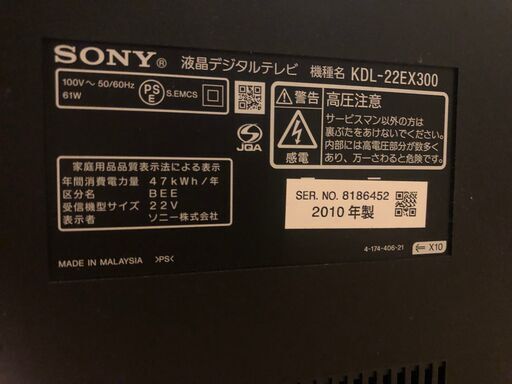 SONY® 液晶デジタルテレビ 機種名 KDL-22EX300
100V～ 50/60Hz
61W
PS
E
S.EMCS
JQA
警告 高圧注意
サービスマン以外の方は
裏ぶたをあけないでください。
内部には高電圧部分が数多く
あり、万一さわると危険です。
感電
家庭用品品質表示法による表示
年間消費電力量 47kWh/年
区分名 BEE
受信機型サイズ 22V
表示者 ソニー株式会社
SER. NO. 8186452
2010 年製
4-174-406-21
X10
MADE IN MALAYSIA >PS<